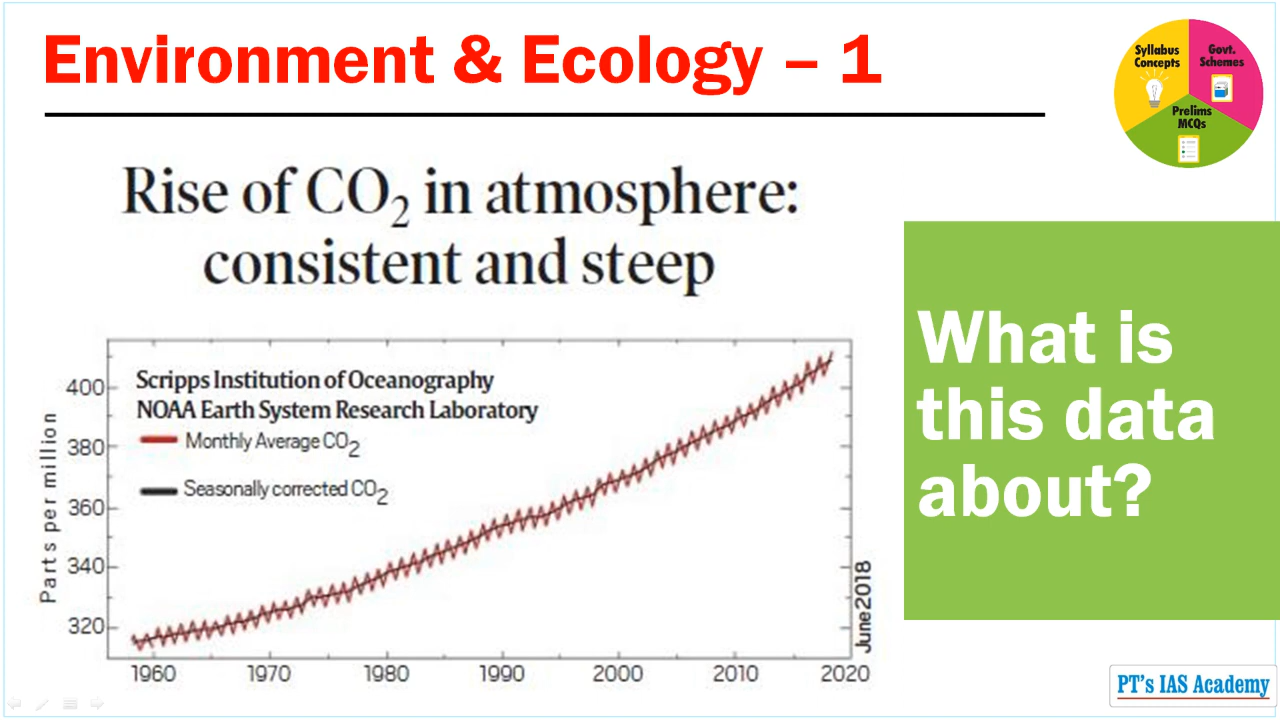 Environment & Ecology – 1
Syllabus
Concepts
Govt.
Schemes
Prelims
MCQs
Rise of CO₂ in atmosphere:
consistent and steep
Scripps Institution of Oceanography
NOAA Earth System Research Laboratory
Monthly Average CO₂
Seasonally corrected CO₂
Parts per million
400
380
360
340
320
1960 1970 1980 1990 2000 2010 2020
June 2018
What is
this data
about?
PT's IAS Academy